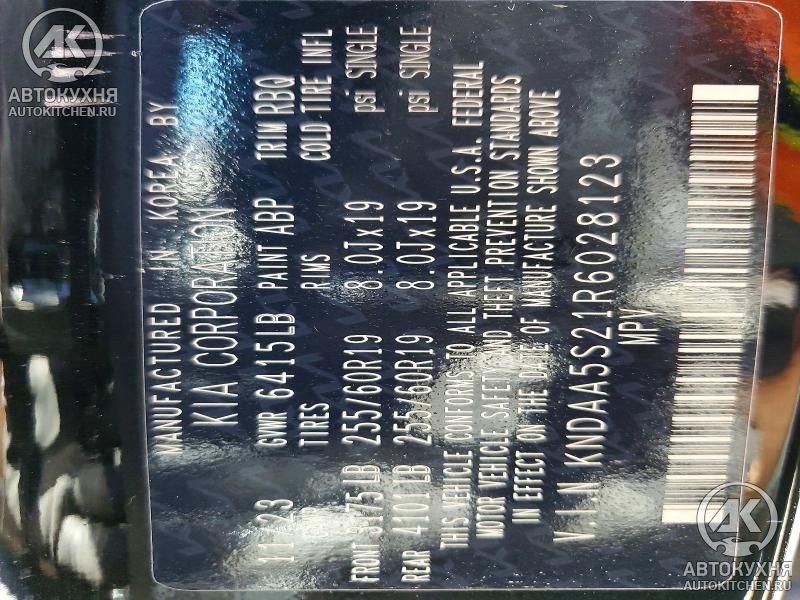 АВТОКУХНЯ
AUTOKITCHEN.RU
MANUFACTURED IN KOREA BY
KIA CORPORATION
GVWR 6415LB PAINT ABP TRIM RBQ
TIRES RIMS COLD TIRE INFL
FRONT 255/60R19 8.0Jx19 psi SINGLE
REAR 4101LB 255/60R19 8.0Jx19 psi SINGLE
THIS VEHICLE CONFORMS TO ALL APPLICABLE U.S.A. FEDERAL
MOTOR VEHICLE SAFETY AND THEFT PREVENTION STANDARDS
IN EFFECT ON THE DATE OF MANUFACTURE SHOWN ABOVE
V.I.N KNDAA5S21R6028123
MPV
АВТОКУХНЯ
AUTOKITCHEN.RU